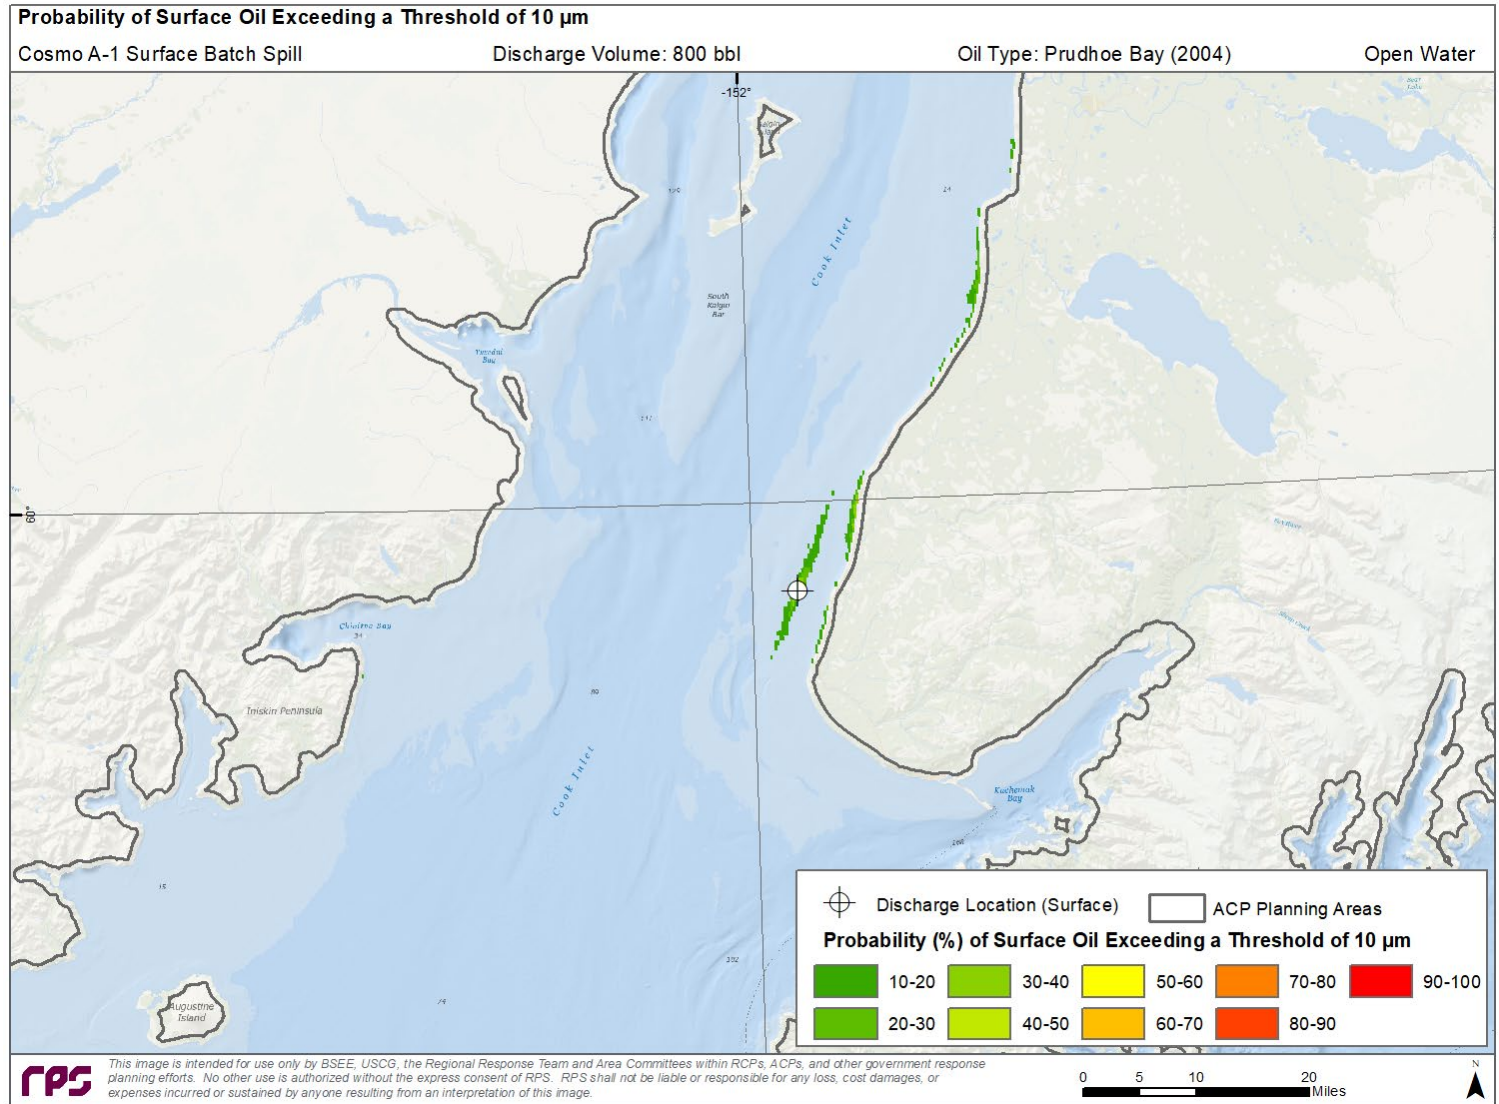 Probability of Surface Oil Exceeding a Threshold of 10 µm
Cosmo A-1 Surface Batch Spill Discharge Volume: 800 bbl Oil Type: Prudhoe Bay (2004) Open Water
-152°
24
Cook Inlet
South
Kalgin
Bar
Bay
60°
34
Iniskin Peninsula
80
Cook Inlet
Kachemak
Bay
15
Augustine
Island
Discharge Location (Surface) ACP Planning Areas
Probability (%) of Surface Oil Exceeding a Threshold of 10 µm
10-20 30-40 50-60 70-80 90-100
20-30 40-50 60-70 80-90
rps
This image is intended for use only by BSEE, USCG, the Regional Response Team and Area Committees within RCPs, ACPs, and other government response
planning efforts. No other use is authorized without the express consent of RPS. RPS shall not be liable or responsible for any loss, cost damages, or
expenses incurred or sustained by anyone resulting from an interpretation of this image.
N
0 5 10 20
Miles